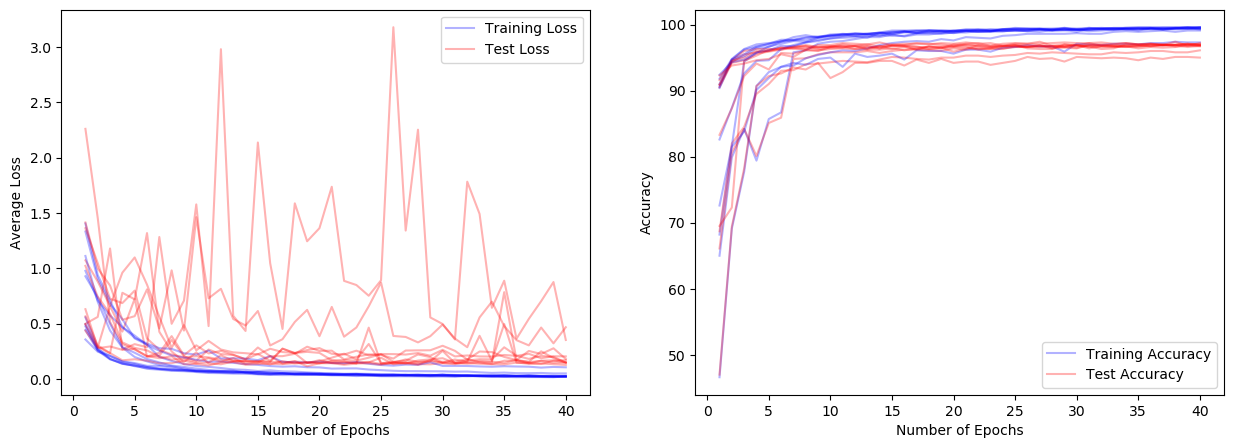 Training Loss
Test Loss
3.0
2.5
2.0
1.5
1.0
0.5
0.0
Average Loss
0 5 10 15 20 25 30 35 40
Number of Epochs
100
90
80
70
60
50
Accuracy
Training Accuracy
Test Accuracy
0 5 10 15 20 25 30 35 40
Number of Epochs